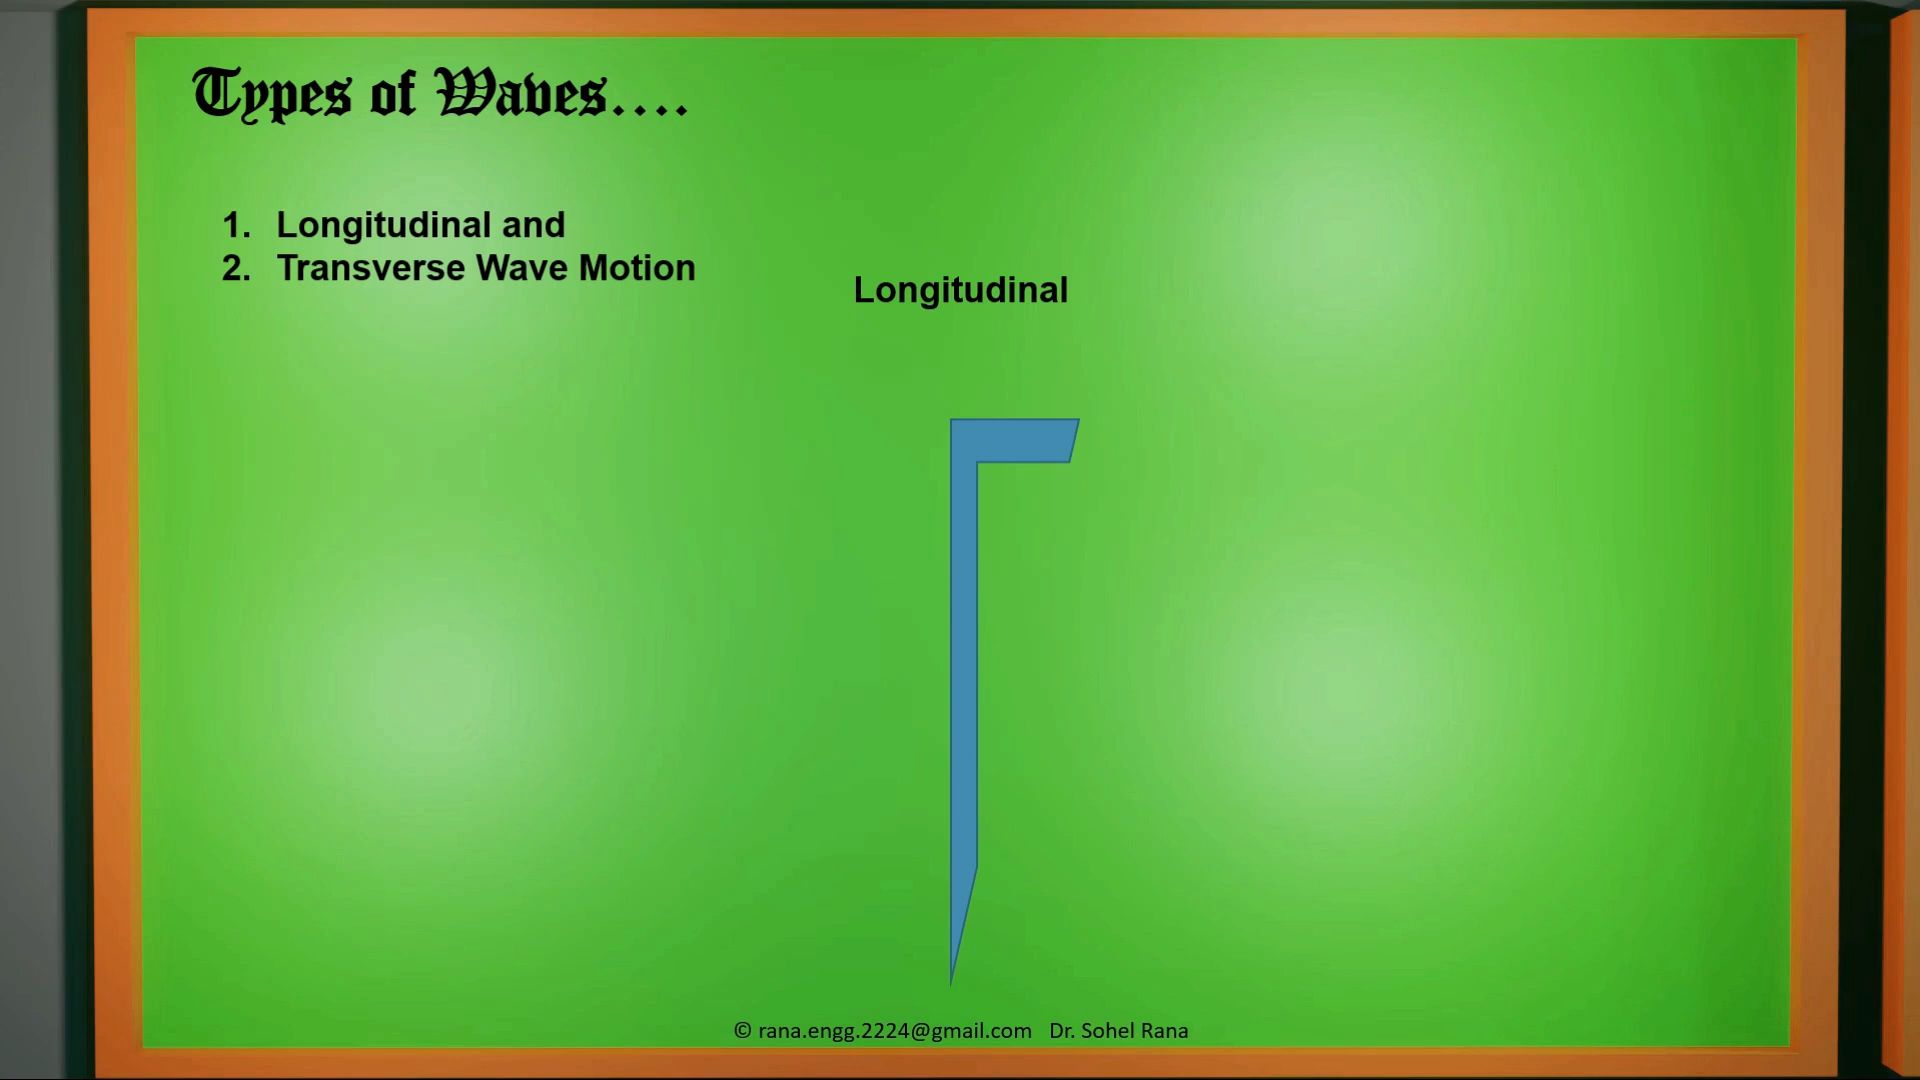 Types of Waves....
1. Longitudinal and
2. Transverse Wave Motion
Longitudinal
© rana.engg.2224@gmail.com Dr. Sohel Rana